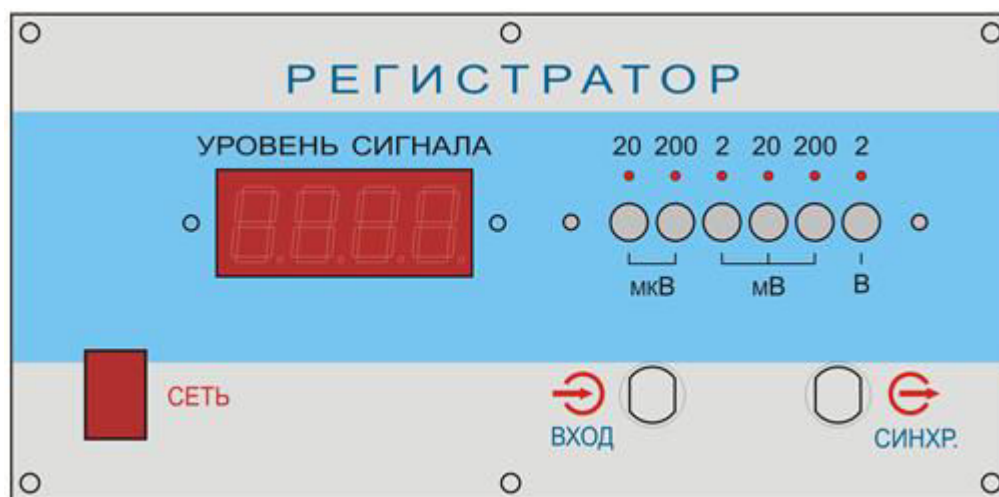 РЕГИСТРАТОР
УРОВЕНЬ СИГНАЛА
20 200 2 20 200 2
мкВ мВ В
СЕТЬ
ВХОД
СИНХР.